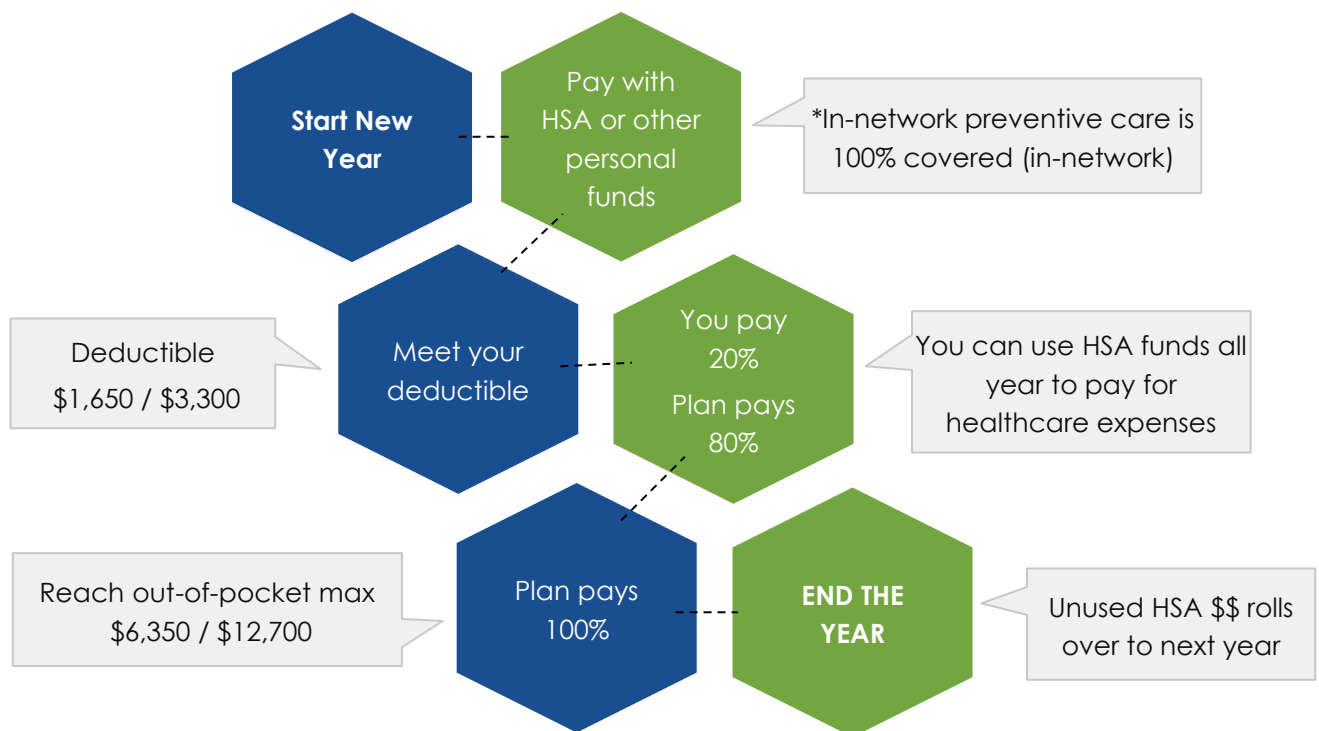 Start New
Year
Pay with
HSA or other
personal
funds
*In-network preventive care is
100% covered (in-network)
Deductible
$1,650 / $3,300
Meet your
deductible
You pay
20%
Plan pays
80%
You can use HSA funds all
year to pay for
healthcare expenses
Reach out-of-pocket max
$6,350 / $12,700
Plan pays
100%
END THE
YEAR
Unused HSA $$ rolls
over to next year